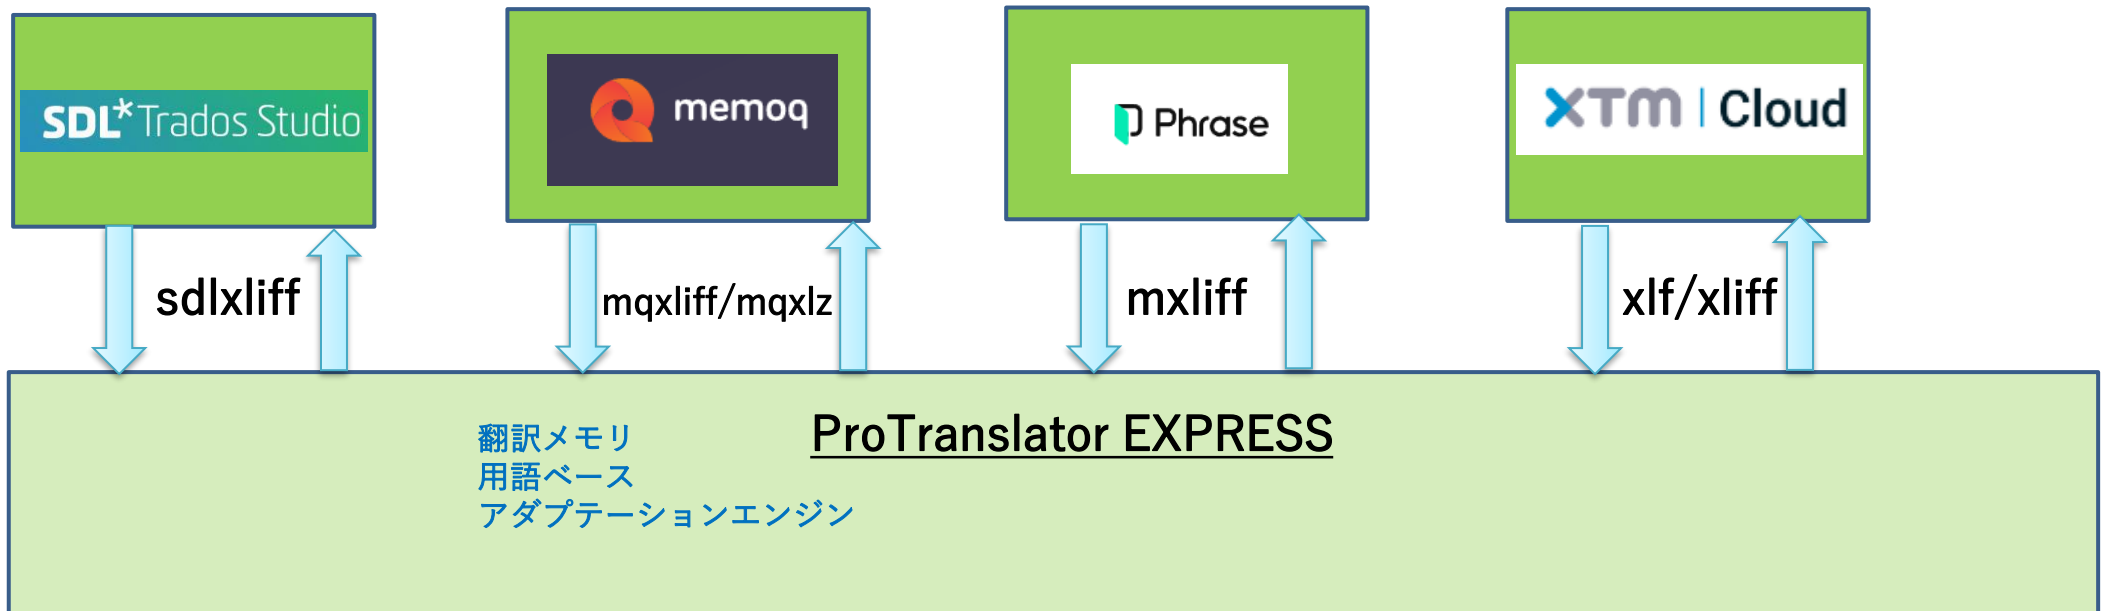 SDL* Trados Studio
memoq
Phrase
XTM | Cloud
sdlxliff
mqxliff/mqxlz
mxliff
xlf/xliff
ProTranslator EXPRESS
翻訳メモリ
用語ベース
アダプテーションエンジン